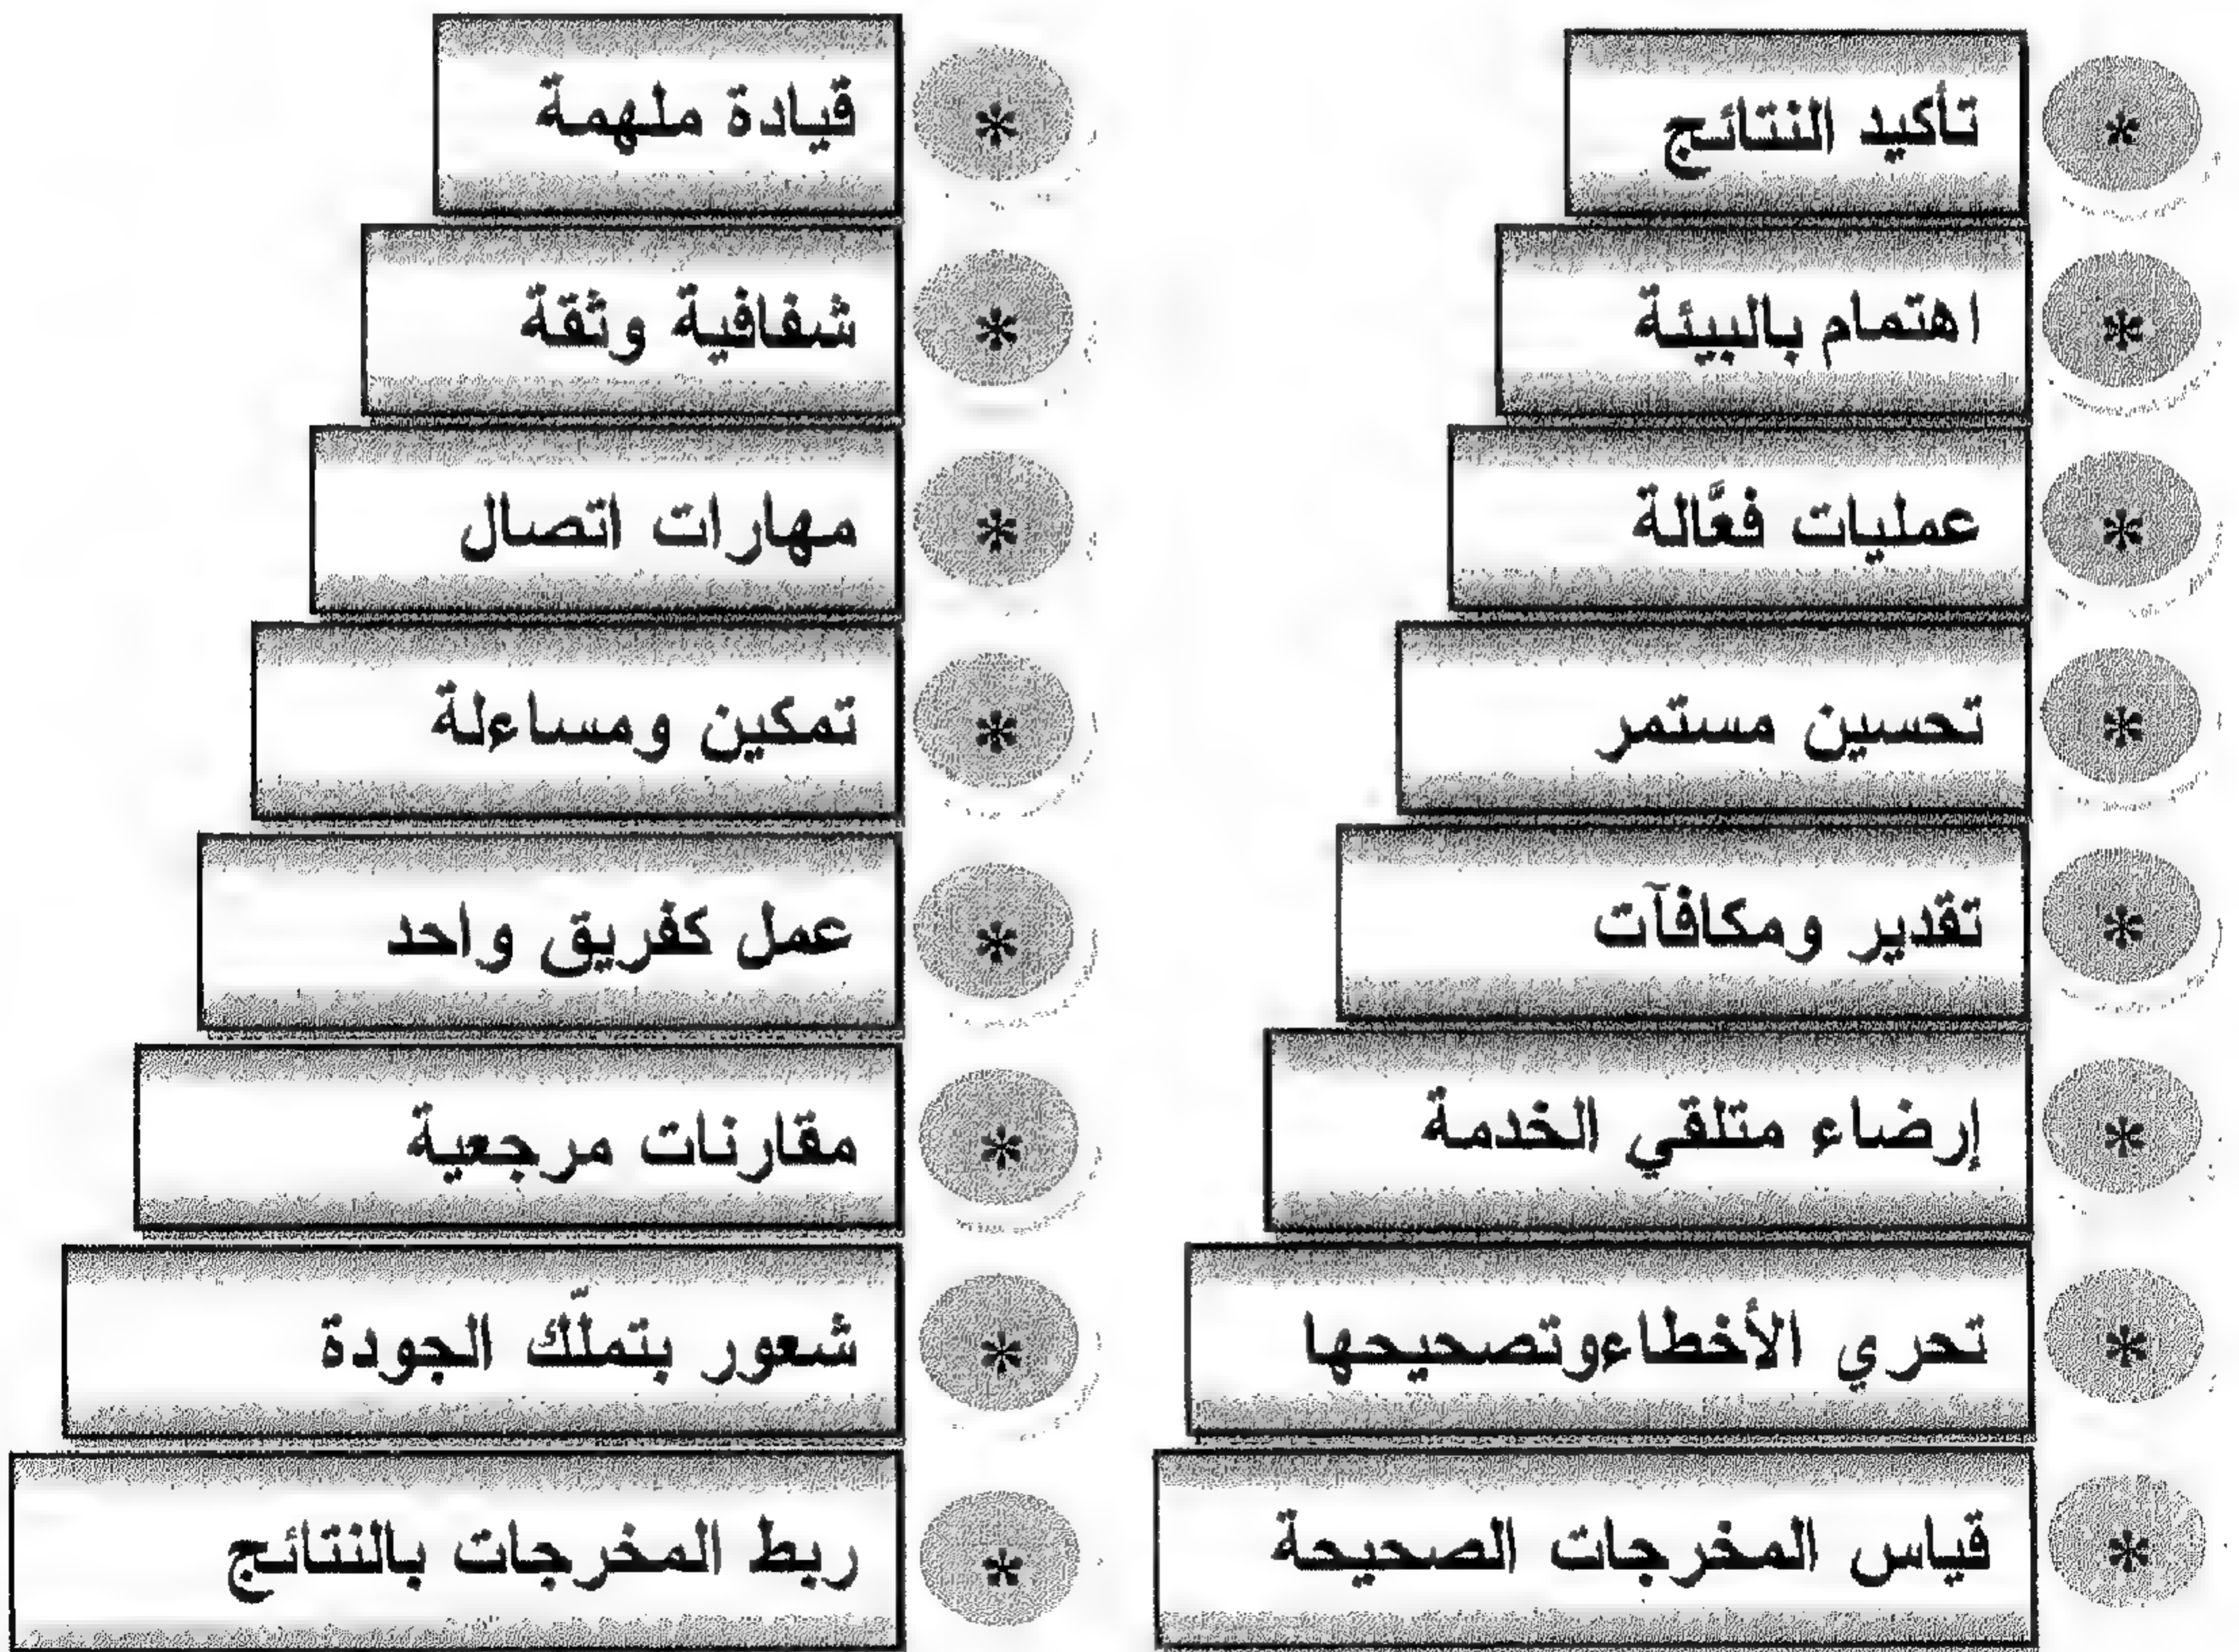 * تأكيد النتائج
* اهتمام بالبيئة
* عمليات فعَّالة
* تحسين مستمر
* تقدير ومكافآت
* إرضاء متلقي الخدمة
* تحري الأخطاءوتصحيحها
* قياس المخرجات الصحيحة
* قيادة ملهمة
* شفافية وثقة
* مهارات اتصال
* تمكين ومساءلة
* عمل كفريق واحد
* مقارنات مرجعية
* شعور بتملّك الجودة
* ربط المخرجات بالنتائج